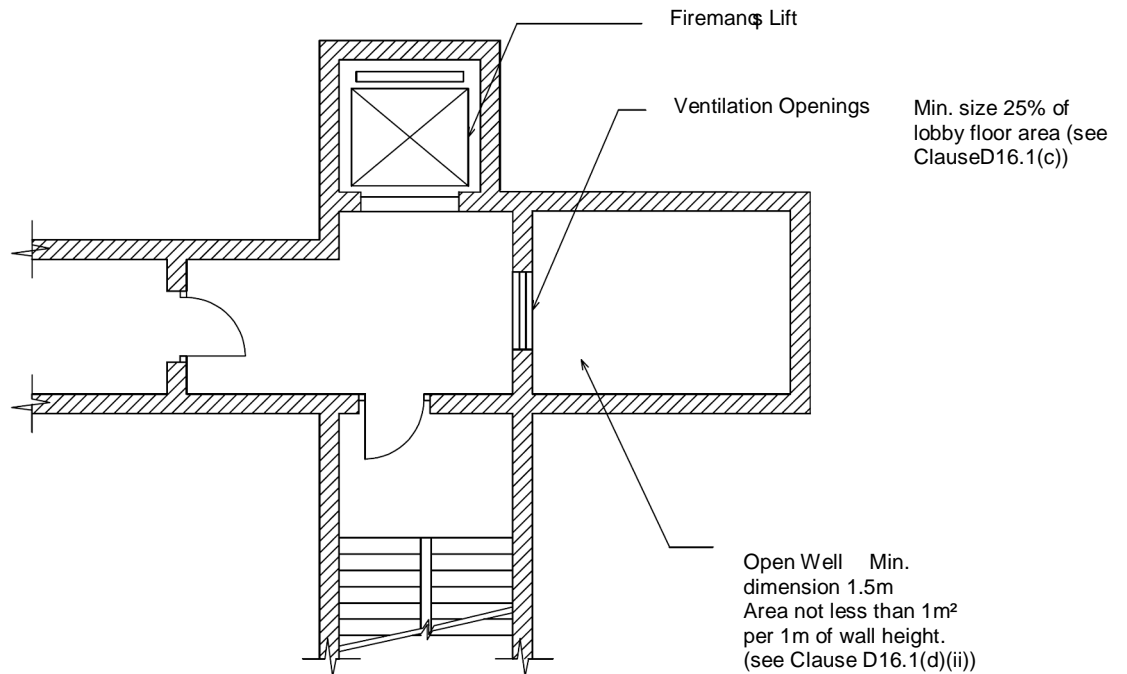 Firemanqs Lift
Ventilation Openings
Min. size 25% of
lobby floor area (see
ClauseD16.1(c))
Open Well Min.
dimension 1.5m
Area not less than 1m²
per 1m of wall height.
(see Clause D16.1(d)(ii))